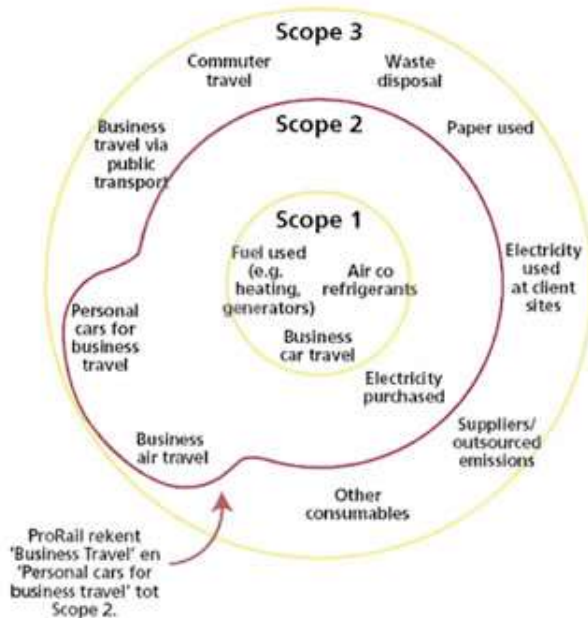 Scope 3
Commuter
travel
Waste
disposal
Business
travel via
public
transport
Scope 2
Paper used
Scope 1
Fuel used
(e.g.
heating,
generators)
Air co
refrigerants
Business
car travel
Electricity
used
at client
sites
Personal
cars for
business
travel
Electricity
purchased
Business
air travel
Suppliers/
outsourced
emissions
Other
consumables
ProRail rekent
'Business Travel' en
'Personal cars for
business travel' tot
Scope 2.